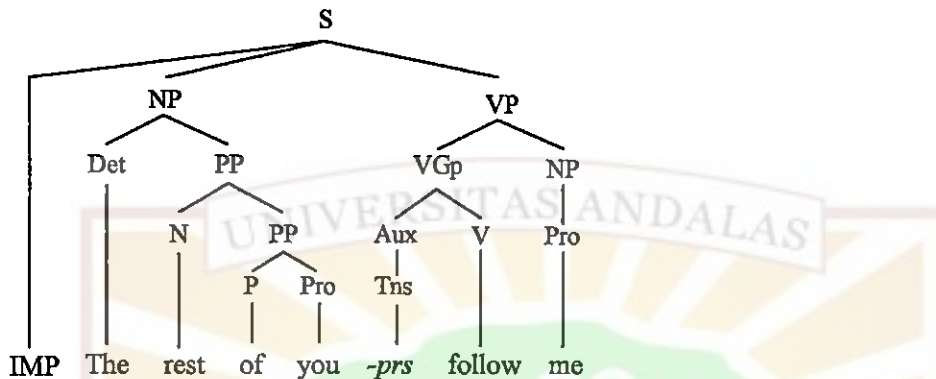 S
NP VP
Det PP VGp NP
UNIVERSITAS ANDALAS
N PP Aux V Pro
P Pro Tns
IMP The rest of you -prs follow me